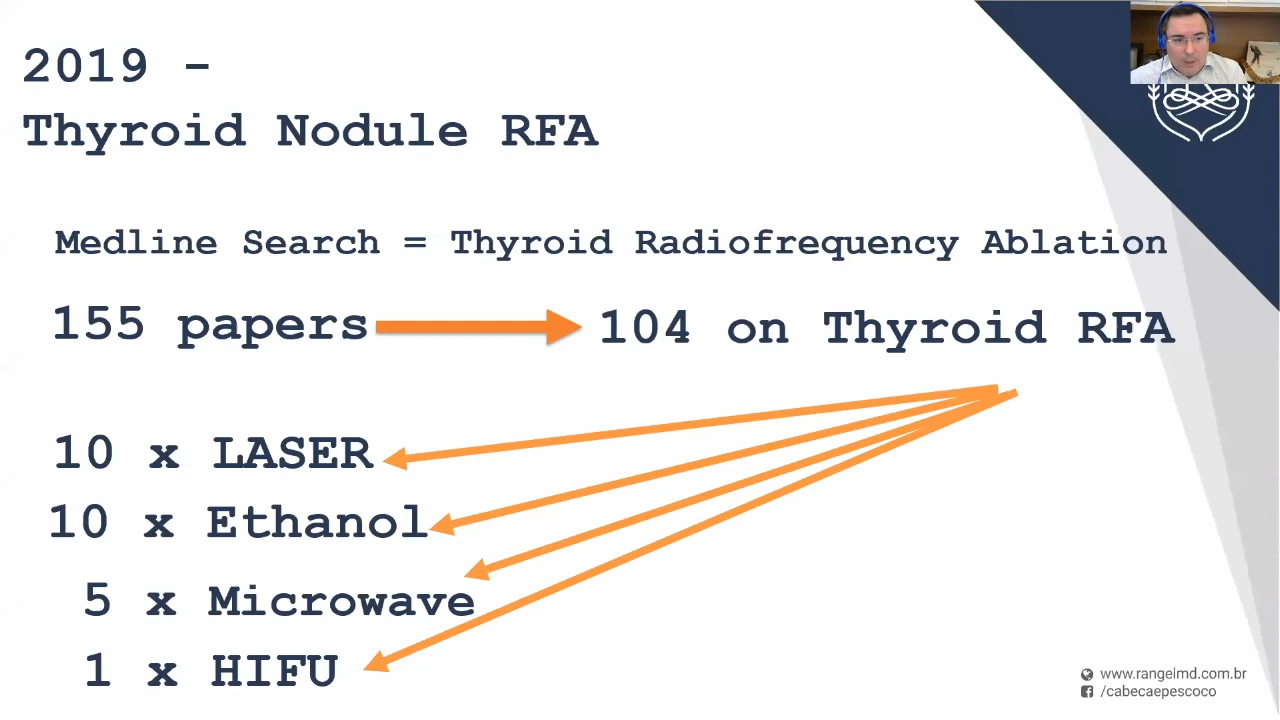 2019 -
Thyroid Nodule RFA
Medline Search = Thyroid Radiofrequency Ablation
155 papers
104 on Thyroid RFA
10 x LASER
10 x Ethanol
5 x Microwave
1 x HIFU
www.rangelmd.com.br
/cabecaepescoco